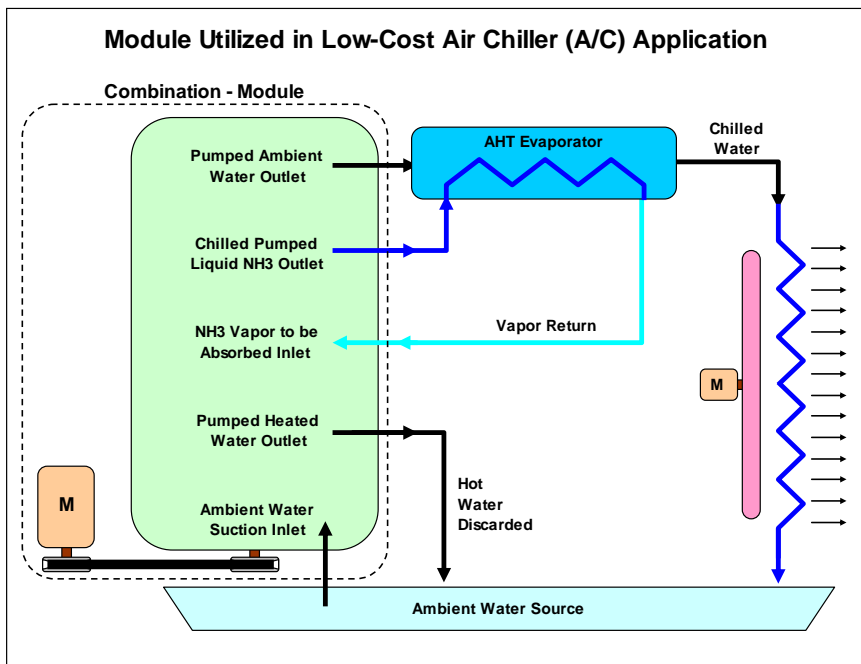 Module Utilized in Low-Cost Air Chiller (A/C) Application
Combination - Module
Pumped Ambient
Water Outlet
AHT Evaporator
Chilled
Water
Chilled Pumped
Liquid NH3 Outlet
NH3 Vapor to be
Absorbed Inlet
Vapor Return
M
Pumped Heated
Water Outlet
Hot
Water
Discarded
M
Ambient Water
Suction Inlet
Ambient Water Source